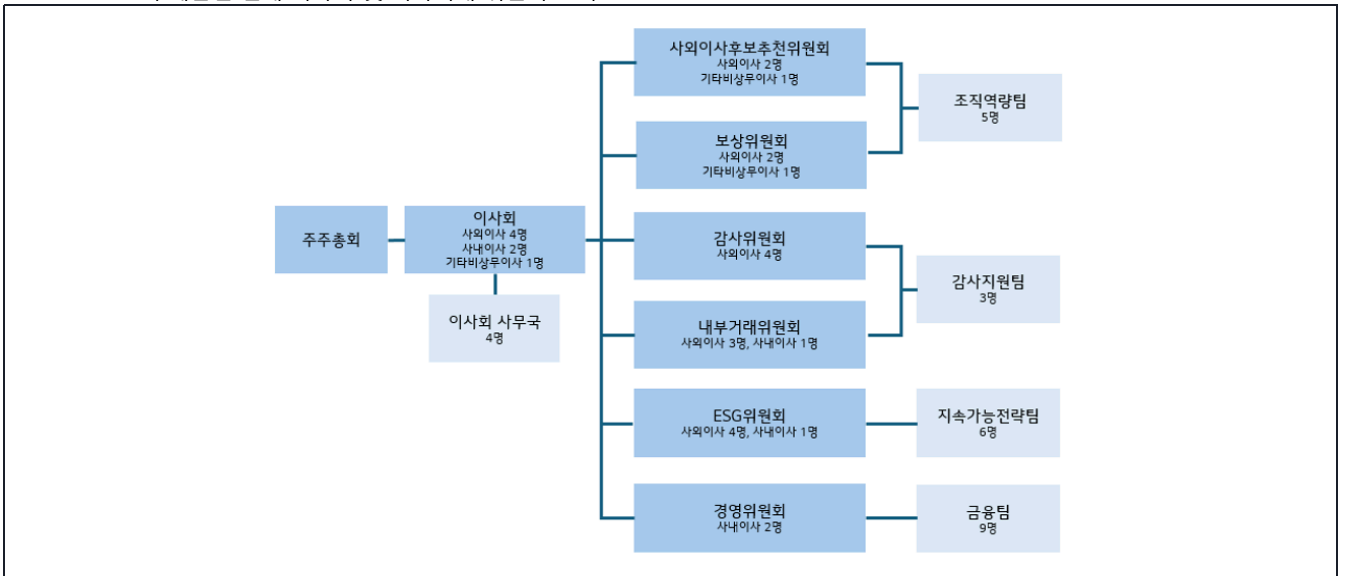 사외이사후보추천위원회
사외이사 2명
기타비상무이사 1명
조직역량팀
5명
보상위원회
사외이사 2명
기타비상무이사 1명
주주총회
이사회
사외이사 4명
사내이사 2명
기타비상무이사 1명
이사회 사무국
4명
감사위원회
사외이사 4명
감사지원팀
3명
내부거래위원회
사외이사 3명, 사내이사 1명
ESG위원회
사외이사 4명, 사내이사 1명
지속가능전략팀
6명
경영위원회
사내이사 2명
금융팀
9명